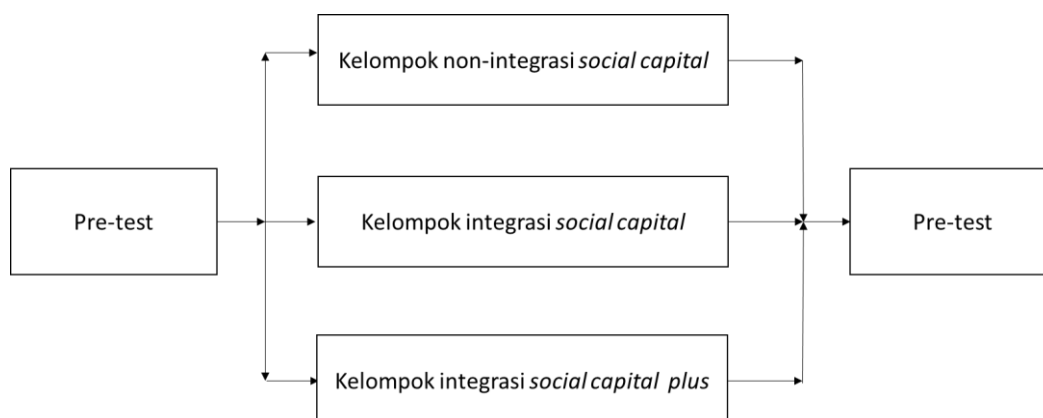 Kelompok non-integrasi social capital
Pre-test
Kelompok integrasi social capital
Pre-test
Kelompok integrasi social capital plus